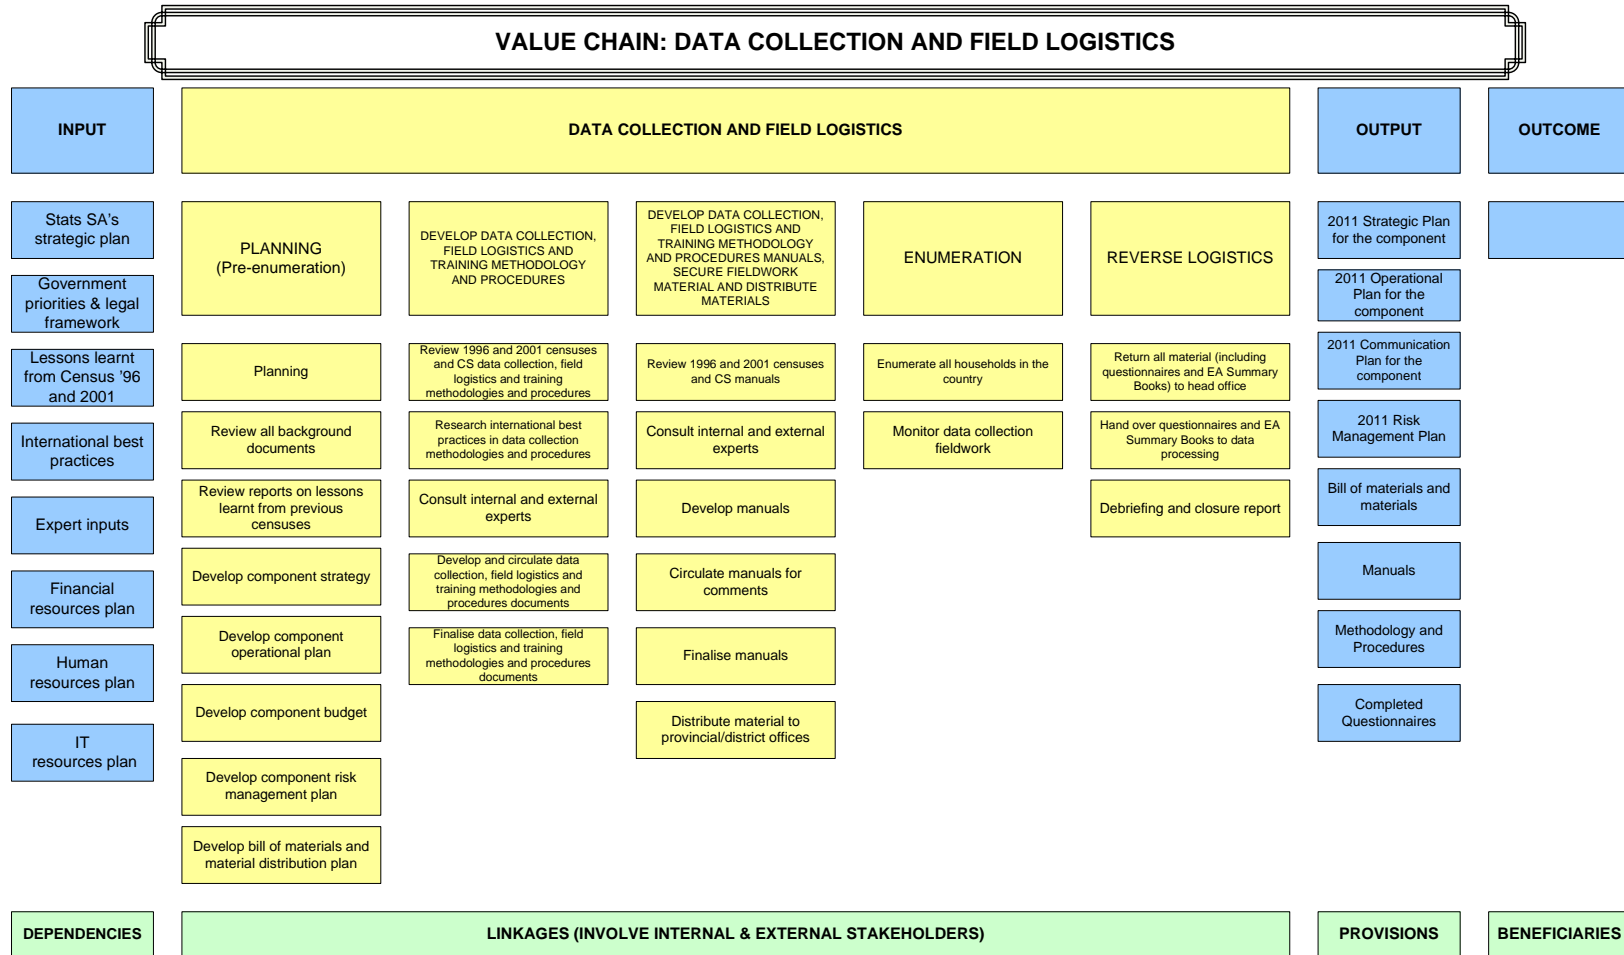 VALUE CHAIN: DATA COLLECTION AND FIELD LOGISTICS
INPUT
DATA COLLECTION AND FIELD LOGISTICS
OUTPUT
OUTCOME
Stats SA’s
strategic plan
Government
priorities & legal
framework
Lessons learnt
from Census ’96
and 2001
International best
practices
Expert inputs
Financial
resources plan
Human
resources plan
IT
resources plan
PLANNING
(Pre-enumeration)
Planning
Review all background
documents
Review reports on lessons
learnt from previous
censuses
Develop component strategy
Develop component
operational plan
Develop component budget
Develop component risk
management plan
Develop bill of materials and
material distribution plan
DEVELOP DATA COLLECTION,
FIELD LOGISTICS AND
TRAINING METHODOLOGY
AND PROCEDURES
Review 1996 and 2001 censuses
and CS data collection, field
logistics and training
methodologies and procedures
Research international best
practices in data collection
methodologies and procedures
Consult internal and external
experts
Develop and circulate data
collection, field logistics and
training methodologies and
procedures documents
Finalise data collection, field
logistics and training
methodologies and procedures
documents
DEVELOP DATA COLLECTION,
FIELD LOGISTICS AND
TRAINING METHODOLOGY
AND PROCEDURES MANUALS,
SECURE FIELDWORK
MATERIAL AND DISTRIBUTE
MATERIALS
Review 1996 and 2001 censuses
and CS manuals
Consult internal and external
experts
Develop manuals
Circulate manuals for
comments
Finalise manuals
Distribute material to
provincial/district offices
ENUMERATION
Enumerate all households in the
country
Monitor data collection
fieldwork
REVERSE LOGISTICS
Return all material (including
questionnaires and EA Summary
Books) to head office
Hand over questionnaires and EA
Summary Books to data
processing
Debriefing and closure report
2011 Strategic Plan
for the component
2011 Operational
Plan for the
component
2011 Communication
Plan for the
component
2011 Risk
Management Plan
Bill of materials and
materials
Manuals
Methodology and
Procedures
Completed
Questionnaires
DEPENDENCIES
LINKAGES (INVOLVE INTERNAL & EXTERNAL STAKEHOLDERS)
PROVISIONS
BENEFICIARIES